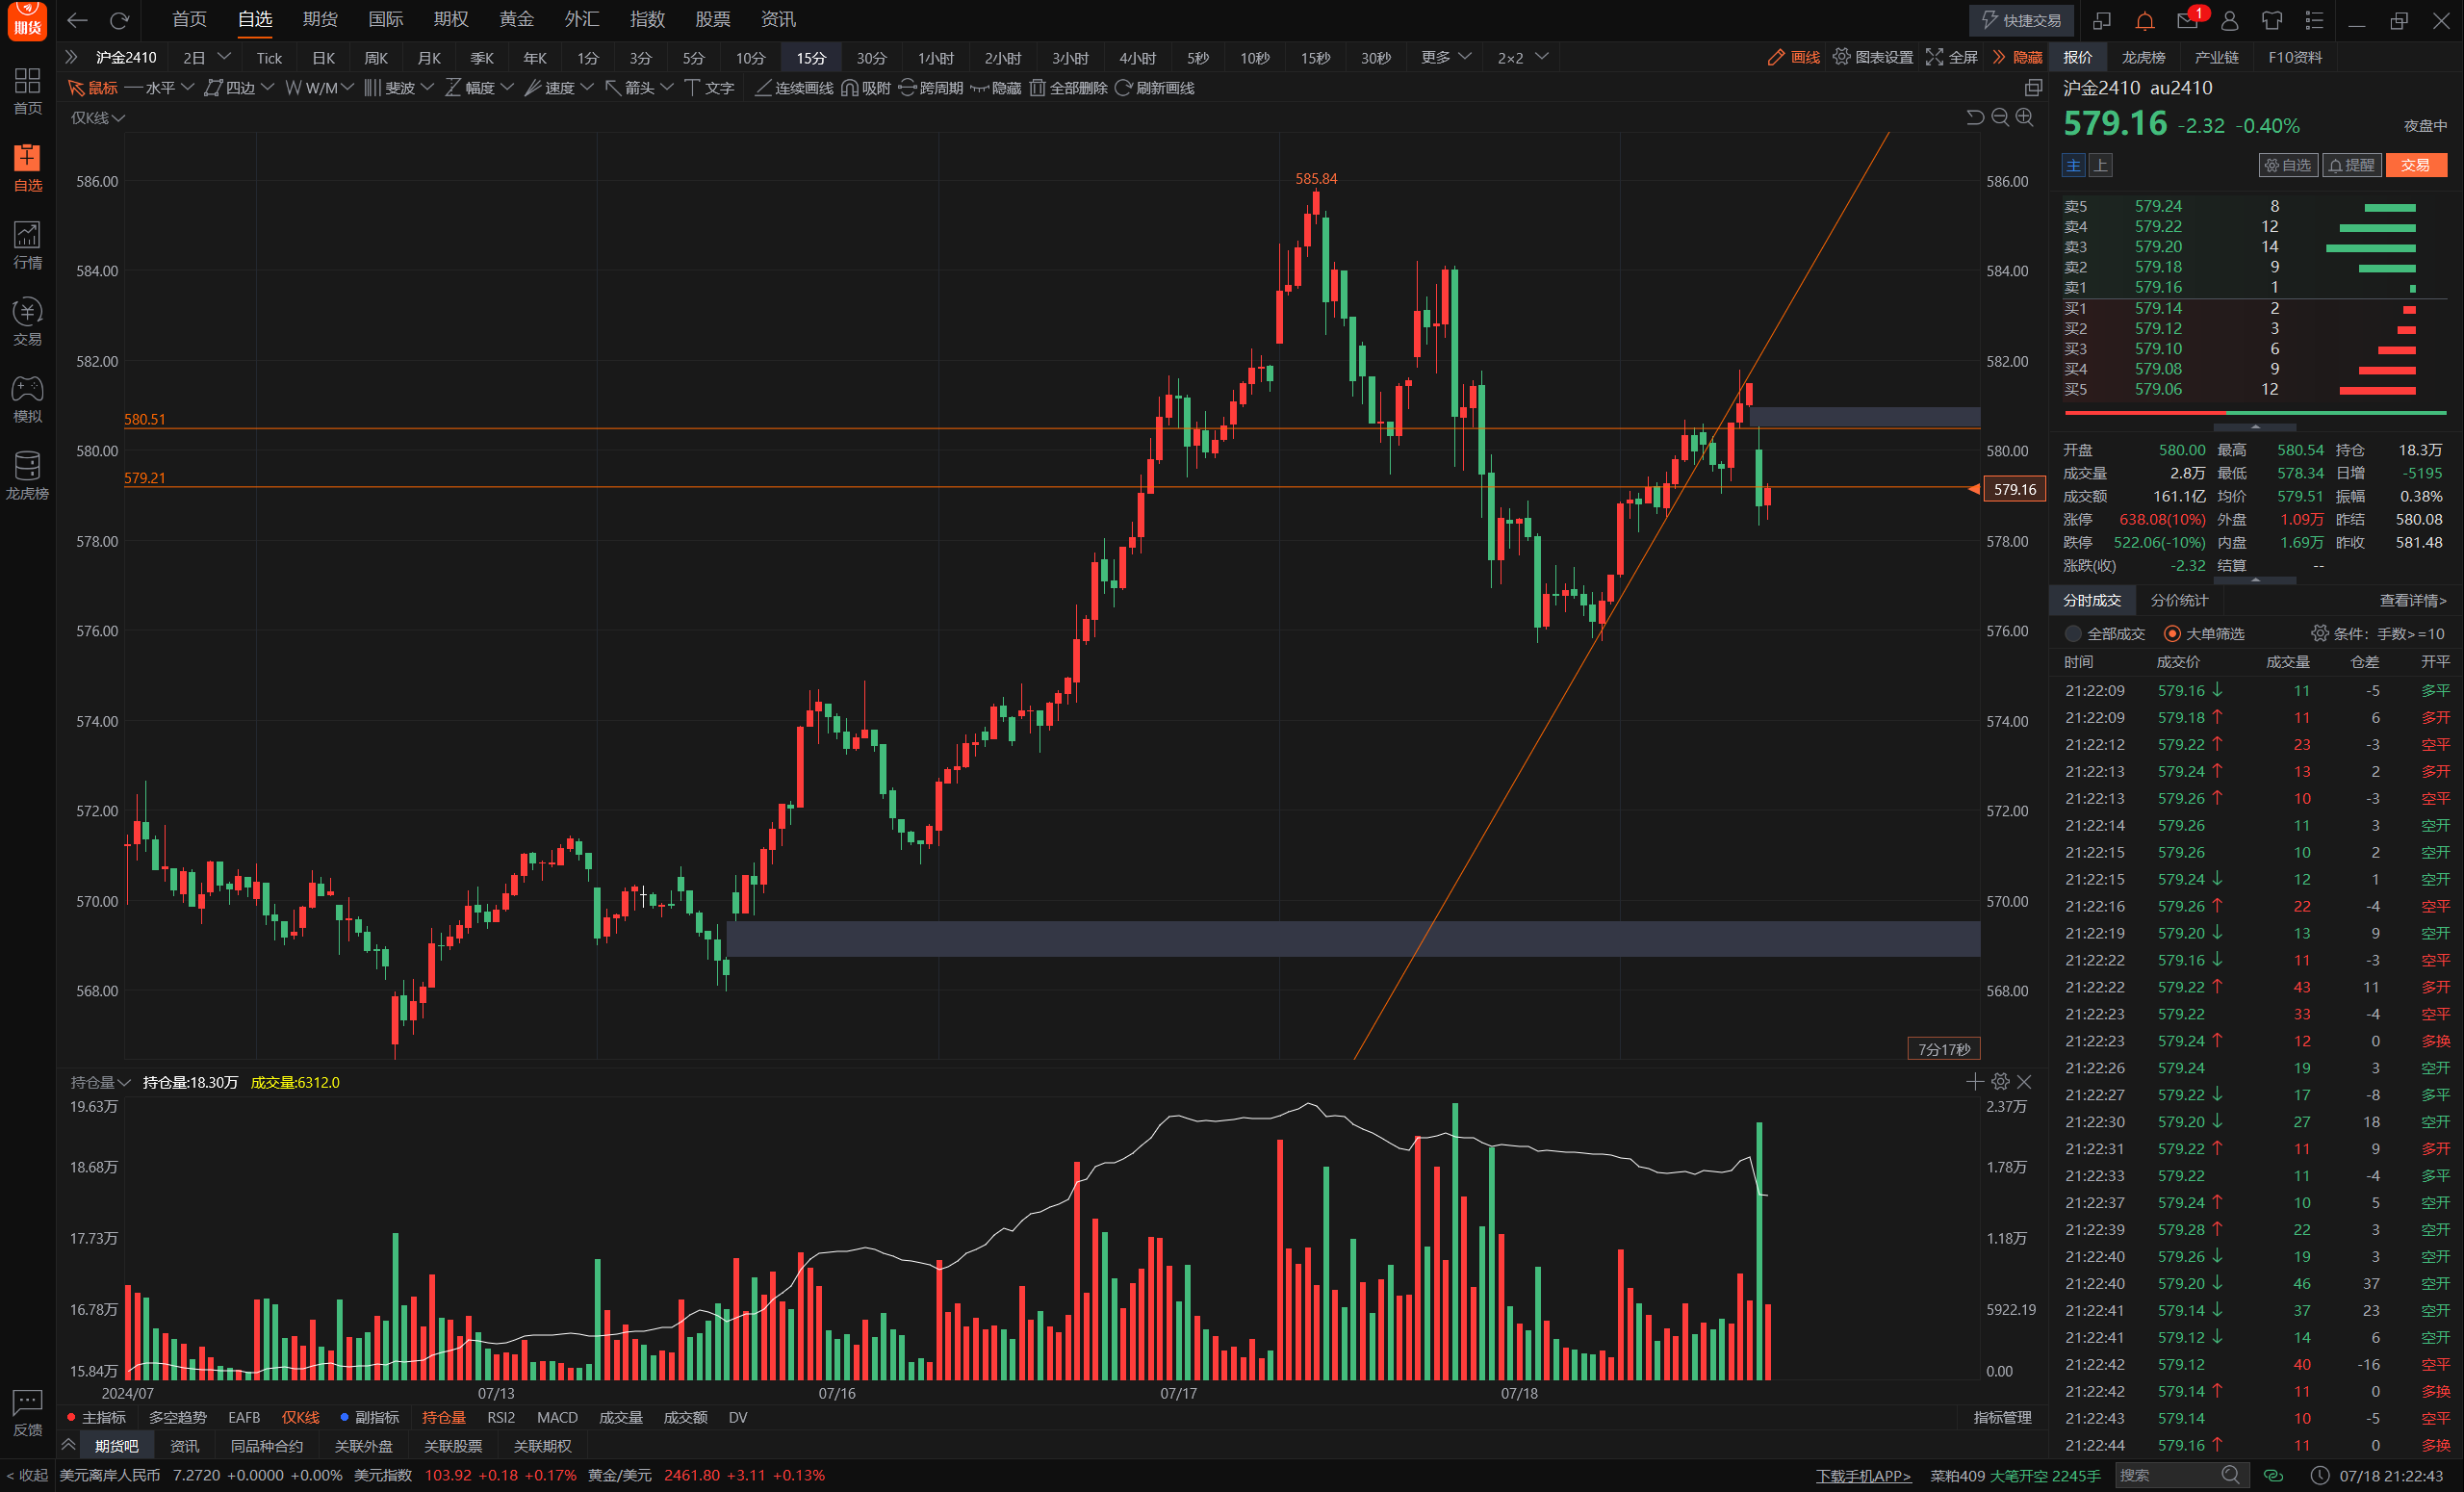 期货
首页 自选 期货 国际 期权 黄金 外汇 指数 股票 资讯
快捷交易 1
首页
自选
行情
交易
模拟
龙虎榜
反馈
< 收起
沪金2410 2日 Tick 日K 周K 月K 季K 年K 1分 3分 5分 10分 15分 30分 1小时 2小时 3小时 4小时 5秒 10秒 15秒 30秒 更多 2×2 画线 图表设置 全屏 隐藏
鼠标 水平 四边 W/M 斐波 幅度 速度 箭头 文字 连续画线 吸附 跨周期 隐藏 全部删除 刷新画线
仅K线
586.00 585.84 586.00
584.00 584.00
582.00 582.00
580.51
580.00 580.00
579.21
579.16
578.00 578.00
576.00 576.00
574.00 574.00
572.00 572.00
570.00 570.00
568.00 568.00
7分17秒
持仓量 持仓量:18.30万 成交量:6312.0
19.63万 2.37万
18.68万 1.78万
17.73万 1.18万
16.78万 5922.19
15.84万 0.00
2024/07 07/13 07/16 07/17 07/18
主指标 多空趋势 EAFB 仅K线 副指标 持仓量 RSI2 MACD 成交量 成交额 DV 指标管理
期货吧 资讯 同品种合约 关联外盘 关联股票 关联期权
报价 龙虎榜 产业链 F10资料
沪金2410 au2410
579.16 -2.32 -0.40% 夜盘中
主 上 自选 提醒 交易
卖5 579.24 8
卖4 579.22 12
卖3 579.20 14
卖2 579.18 9
卖1 579.16 1
买1 579.14 2
买2 579.12 3
买3 579.10 6
买4 579.08 9
买5 579.06 12
开盘 580.00 最高 580.54 持仓 18.3万
成交量 2.8万 最低 578.34 日增 -5195
成交额 161.1亿 均价 579.51 振幅 0.38%
涨停 638.08(10%) 外盘 1.09万 昨结 580.08
跌停 522.06(-10%) 内盘 1.69万 昨收 581.48
涨跌(收) -2.32 结算 --
分时成交 分价统计 查看详情>
全部成交 大单筛选 条件：手数>=10
时间 成交价 成交量 仓差 开平
21:22:09 579.16↓ 11 -5 多平
21:22:09 579.18↑ 11 6 多开
21:22:12 579.22↑ 23 -3 空平
21:22:13 579.24↑ 13 2 多开
21:22:13 579.26↑ 10 -3 空平
21:22:14 579.26 11 3 空开
21:22:15 579.26 10 2 空开
21:22:15 579.24↓ 12 1 空开
21:22:16 579.26↑ 22 -4 空平
21:22:19 579.20↓ 13 9 空开
21:22:22 579.16↓ 11 -3 空平
21:22:22 579.22↑ 43 11 多开
21:22:23 579.22 33 -4 空平
21:22:23 579.24↑ 12 0 多换
21:22:26 579.24 19 3 空开
21:22:27 579.22↓ 17 -8 多平
21:22:30 579.20↓ 27 18 空开
21:22:31 579.22↑ 11 9 多开
21:22:33 579.22 11 -4 多平
21:22:37 579.24↑ 10 5 空开
21:22:39 579.28↑ 22 3 空开
21:22:40 579.26↓ 19 3 空开
21:22:40 579.20↓ 46 37 空开
21:22:41 579.14↓ 37 23 空开
21:22:41 579.12↓ 14 6 空开
21:22:42 579.12 40 -16 空平
21:22:42 579.14↑ 11 0 多换
21:22:43 579.14 10 -5 空平
21:22:44 579.16↑ 11 0 多换
美元离岸人民币 7.2720 +0.0000 +0.00% 美元指数 103.92 +0.18 +0.17% 黄金/美元 2461.80 +3.11 +0.13% 下载手机APP> 菜粕409 大笔开空 2245手 搜索 07/18 21:22:43